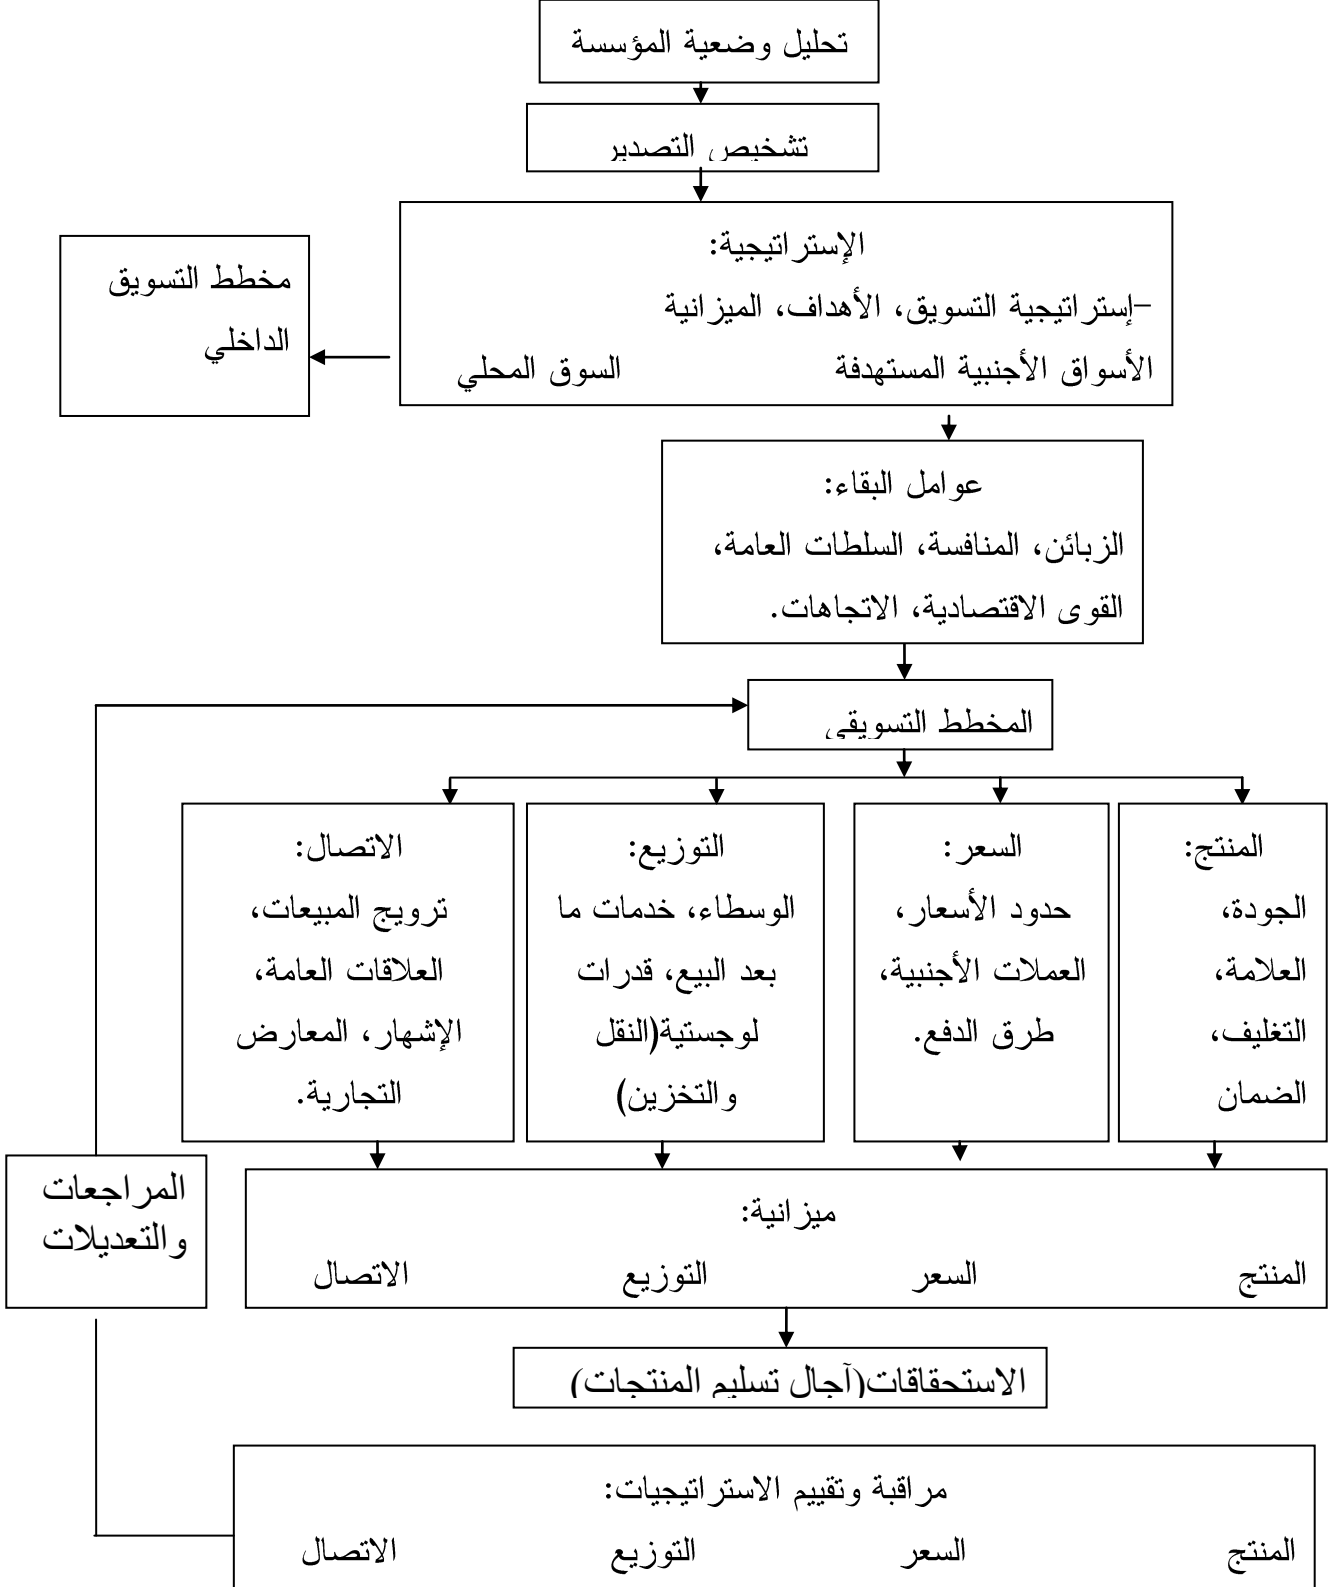 تحليل وضعية المؤسسة
تشخيص التصدير
الإستراتيجية:
-إستراتيجية التسويق، الأهداف، الميزانية
الأسواق الأجنبية المستهدفة السوق المحلي
مخطط التسويق
الداخلي
عوامل البقاء:
الزبائن، المنافسة، السلطات العامة،
القوى الاقتصادية، الاتجاهات.
المخطط التسويقي
المنتج:
الجودة،
العلامة،
التغليف،
الضمان
السعر:
حدود الأسعار،
العملات الأجنبية،
طرق الدفع.
التوزيع:
الوسطاء، خدمات ما
بعد البيع، قدرات
لوجستية(النقل
والتخزين)
الاتصال:
ترويج المبيعات،
العلاقات العامة،
الإشهار، المعارض
التجارية.
المراجعات
والتعديلات
ميزانية:
المنتج السعر التوزيع الاتصال
الاستحقاقات(آجال تسليم المنتجات)
مراقبة وتقييم الاستراتيجيات:
المنتج السعر التوزيع الاتصال